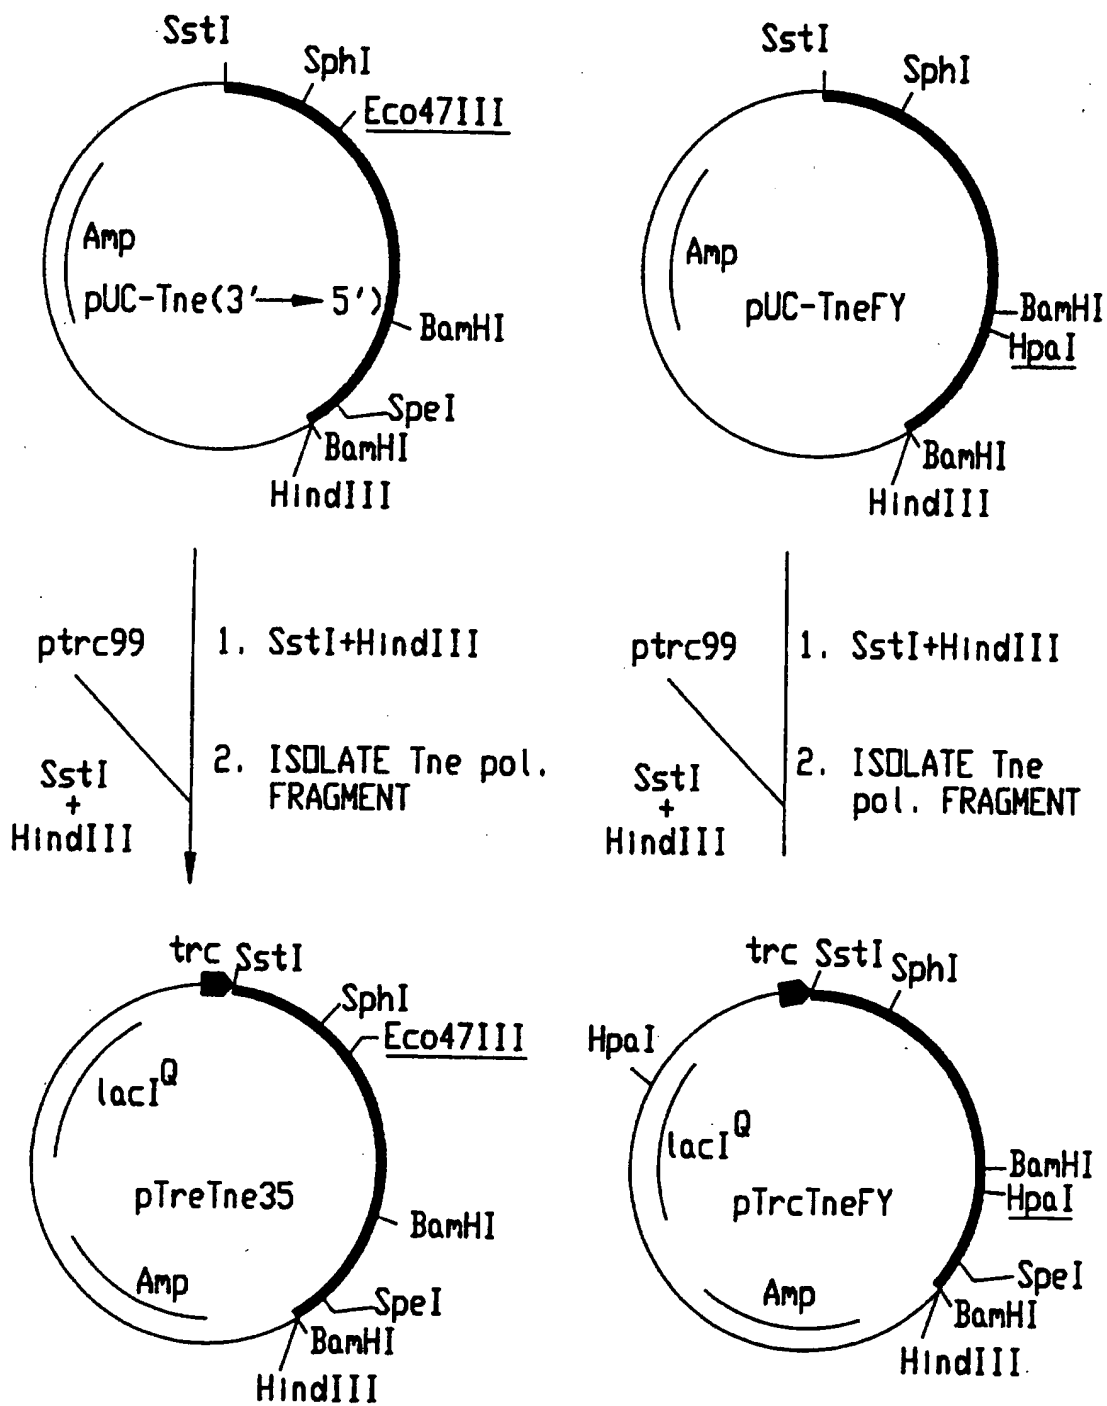 SstI
SphI
Eco47III
Amp
pUC-Tne(3' → 5')
BamHI
SpeI
BamHI
HindIII
SstI
SphI
Amp
pUC-TneFY
BamHI
HpaI
BamHI
HindIII
ptrc99
1. SstI+HindIII
SstI
+
HindIII
2. ISOLATE Tne pol.
FRAGMENT
ptrc99
1. SstI+HindIII
SstI
+
HindIII
2. ISOLATE Tne
pol. FRAGMENT
trc SstI
SphI
Eco47III
lacI^Q
pTreTne35
BamHI
Amp
SpeI
BamHI
HindIII
trc SstI
SphI
HpaI
lacI^Q
BamHI
HpaI
pTrcTneFY
SpeI
Amp
BamHI
HindIII